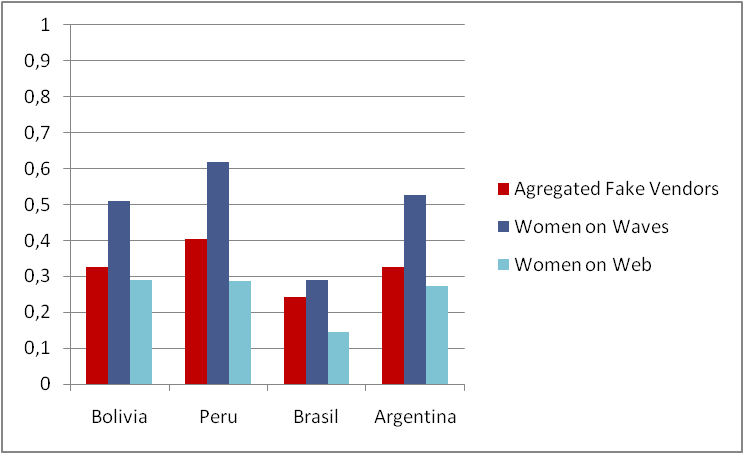 1
0,9
0,8
0,7
0,6
0,5
0,4
0,3
0,2
0,1
0
Bolivia Peru Brasil Argentina
Agregated Fake Vendors
Women on Waves
Women on Web